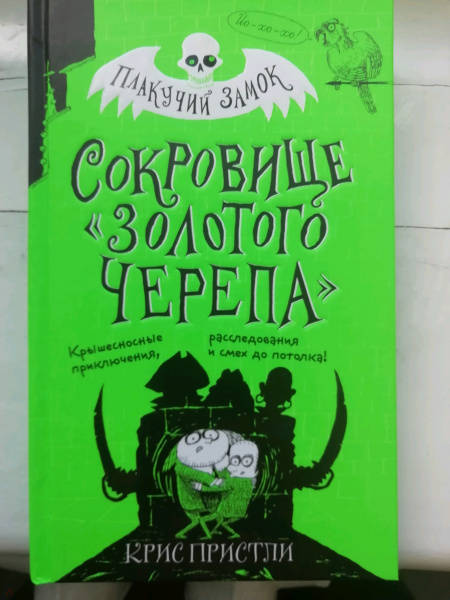 Йо-хо-хо!
ПЛАКУЧИЙ ЗАМОК
СОКРОВИЩЕ
«ЗОЛОТОГО
ЧЕРЕПА»
Крышесносные расследования
приключения, и смех до потолка!
КРИС ПРИСТЛИ